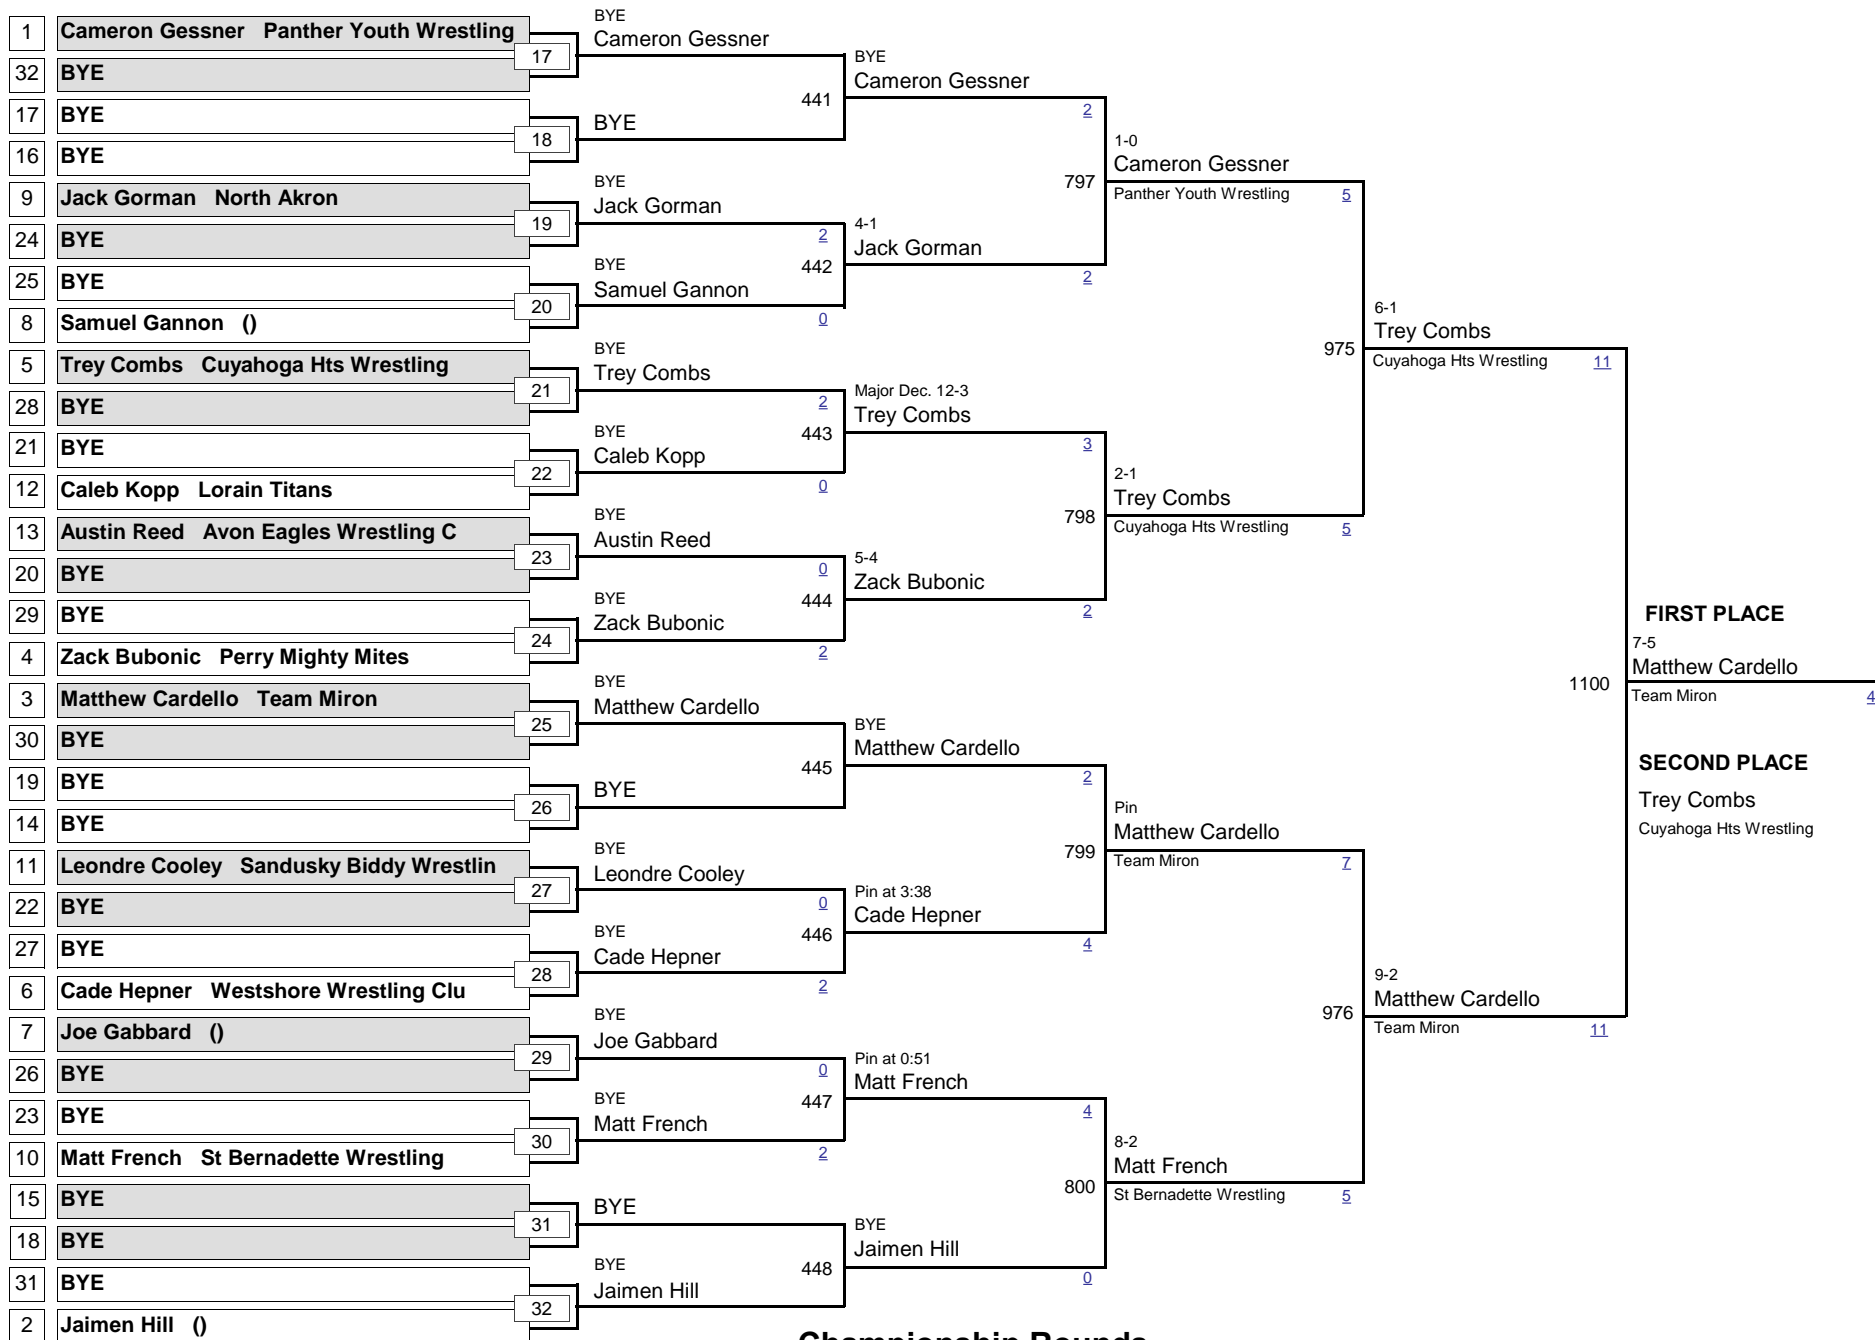 1 Cameron Gessner Panther Youth Wrestling
32 BYE
17 BYE
16 BYE
9 Jack Gorman North Akron
24 BYE
25 BYE
8 Samuel Gannon ()
5 Trey Combs Cuyahoga Hts Wrestling
28 BYE
21 BYE
12 Caleb Kopp Lorain Titans
13 Austin Reed Avon Eagles Wrestling C
20 BYE
29 BYE
4 Zack Bubonic Perry Mighty Mites
3 Matthew Cardello Team Miron
30 BYE
19 BYE
14 BYE
11 Leondre Cooley Sandusky Biddy Wrestlin
22 BYE
27 BYE
6 Cade Hepner Westshore Wrestling Clu
7 Joe Gabbard ()
26 BYE
23 BYE
10 Matt French St Bernadette Wrestling
15 BYE
18 BYE
31 BYE
2 Jaimen Hill ()
17
18
19
20
21
22
23
24
25
26
27
28
29
30
31
32
BYE
Cameron Gessner
BYE
BYE
Jack Gorman
2
BYE
Samuel Gannon
0
BYE
Trey Combs
2
BYE
Caleb Kopp
0
BYE
Austin Reed
0
BYE
Zack Bubonic
2
BYE
Matthew Cardello
BYE
BYE
Leondre Cooley
0
BYE
Cade Hepner
2
BYE
Joe Gabbard
0
BYE
Matt French
2
BYE
BYE
Jaimen Hill
441
442
443
444
445
446
447
448
BYE
Cameron Gessner
2
4-1
Jack Gorman
2
Major Dec. 12-3
Trey Combs
3
5-4
Zack Bubonic
2
BYE
Matthew Cardello
2
Pin at 3:38
Cade Hepner
4
Pin at 0:51
Matt French
4
BYE
Jaimen Hill
0
797
798
799
800
1-0
Cameron Gessner
Panther Youth Wrestling 5
2-1
Trey Combs
Cuyahoga Hts Wrestling 5
Pin
Matthew Cardello
Team Miron 7
8-2
Matt French
St Bernadette Wrestling 5
975
976
6-1
Trey Combs
Cuyahoga Hts Wrestling 11
9-2
Matthew Cardello
Team Miron 11
1100
FIRST PLACE
7-5
Matthew Cardello
Team Miron 4
SECOND PLACE
Trey Combs
Cuyahoga Hts Wrestling
Championship Rounds